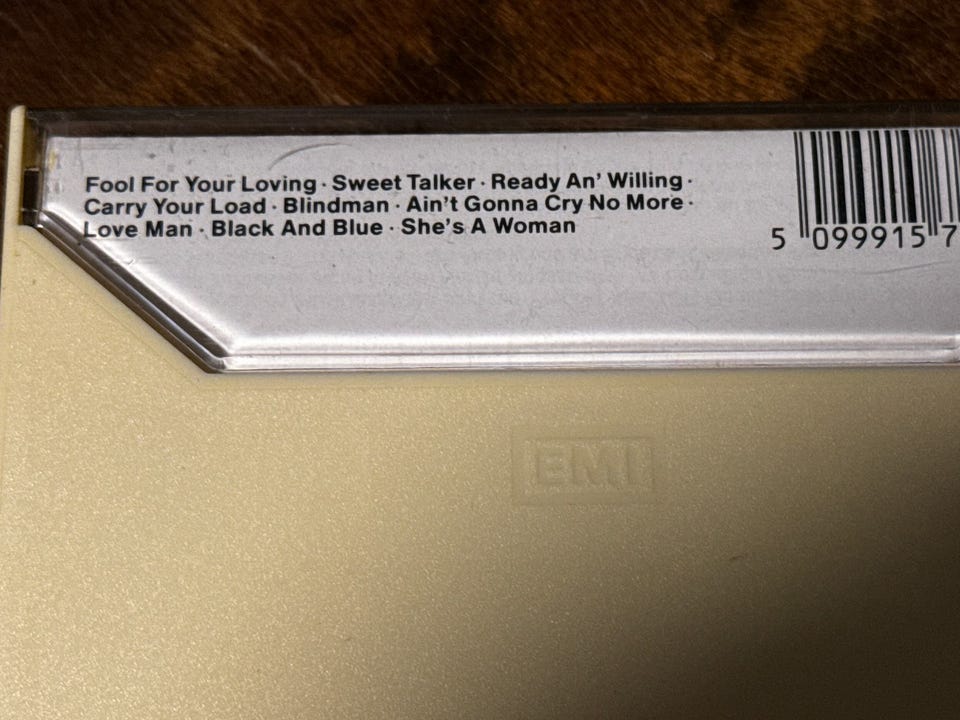 Fool For Your Loving · Sweet Talker · Ready An' Willing ·
Carry Your Load · Blindman · Ain't Gonna Cry No More ·
Love Man · Black And Blue · She's A Woman
5 099915 7
EMI